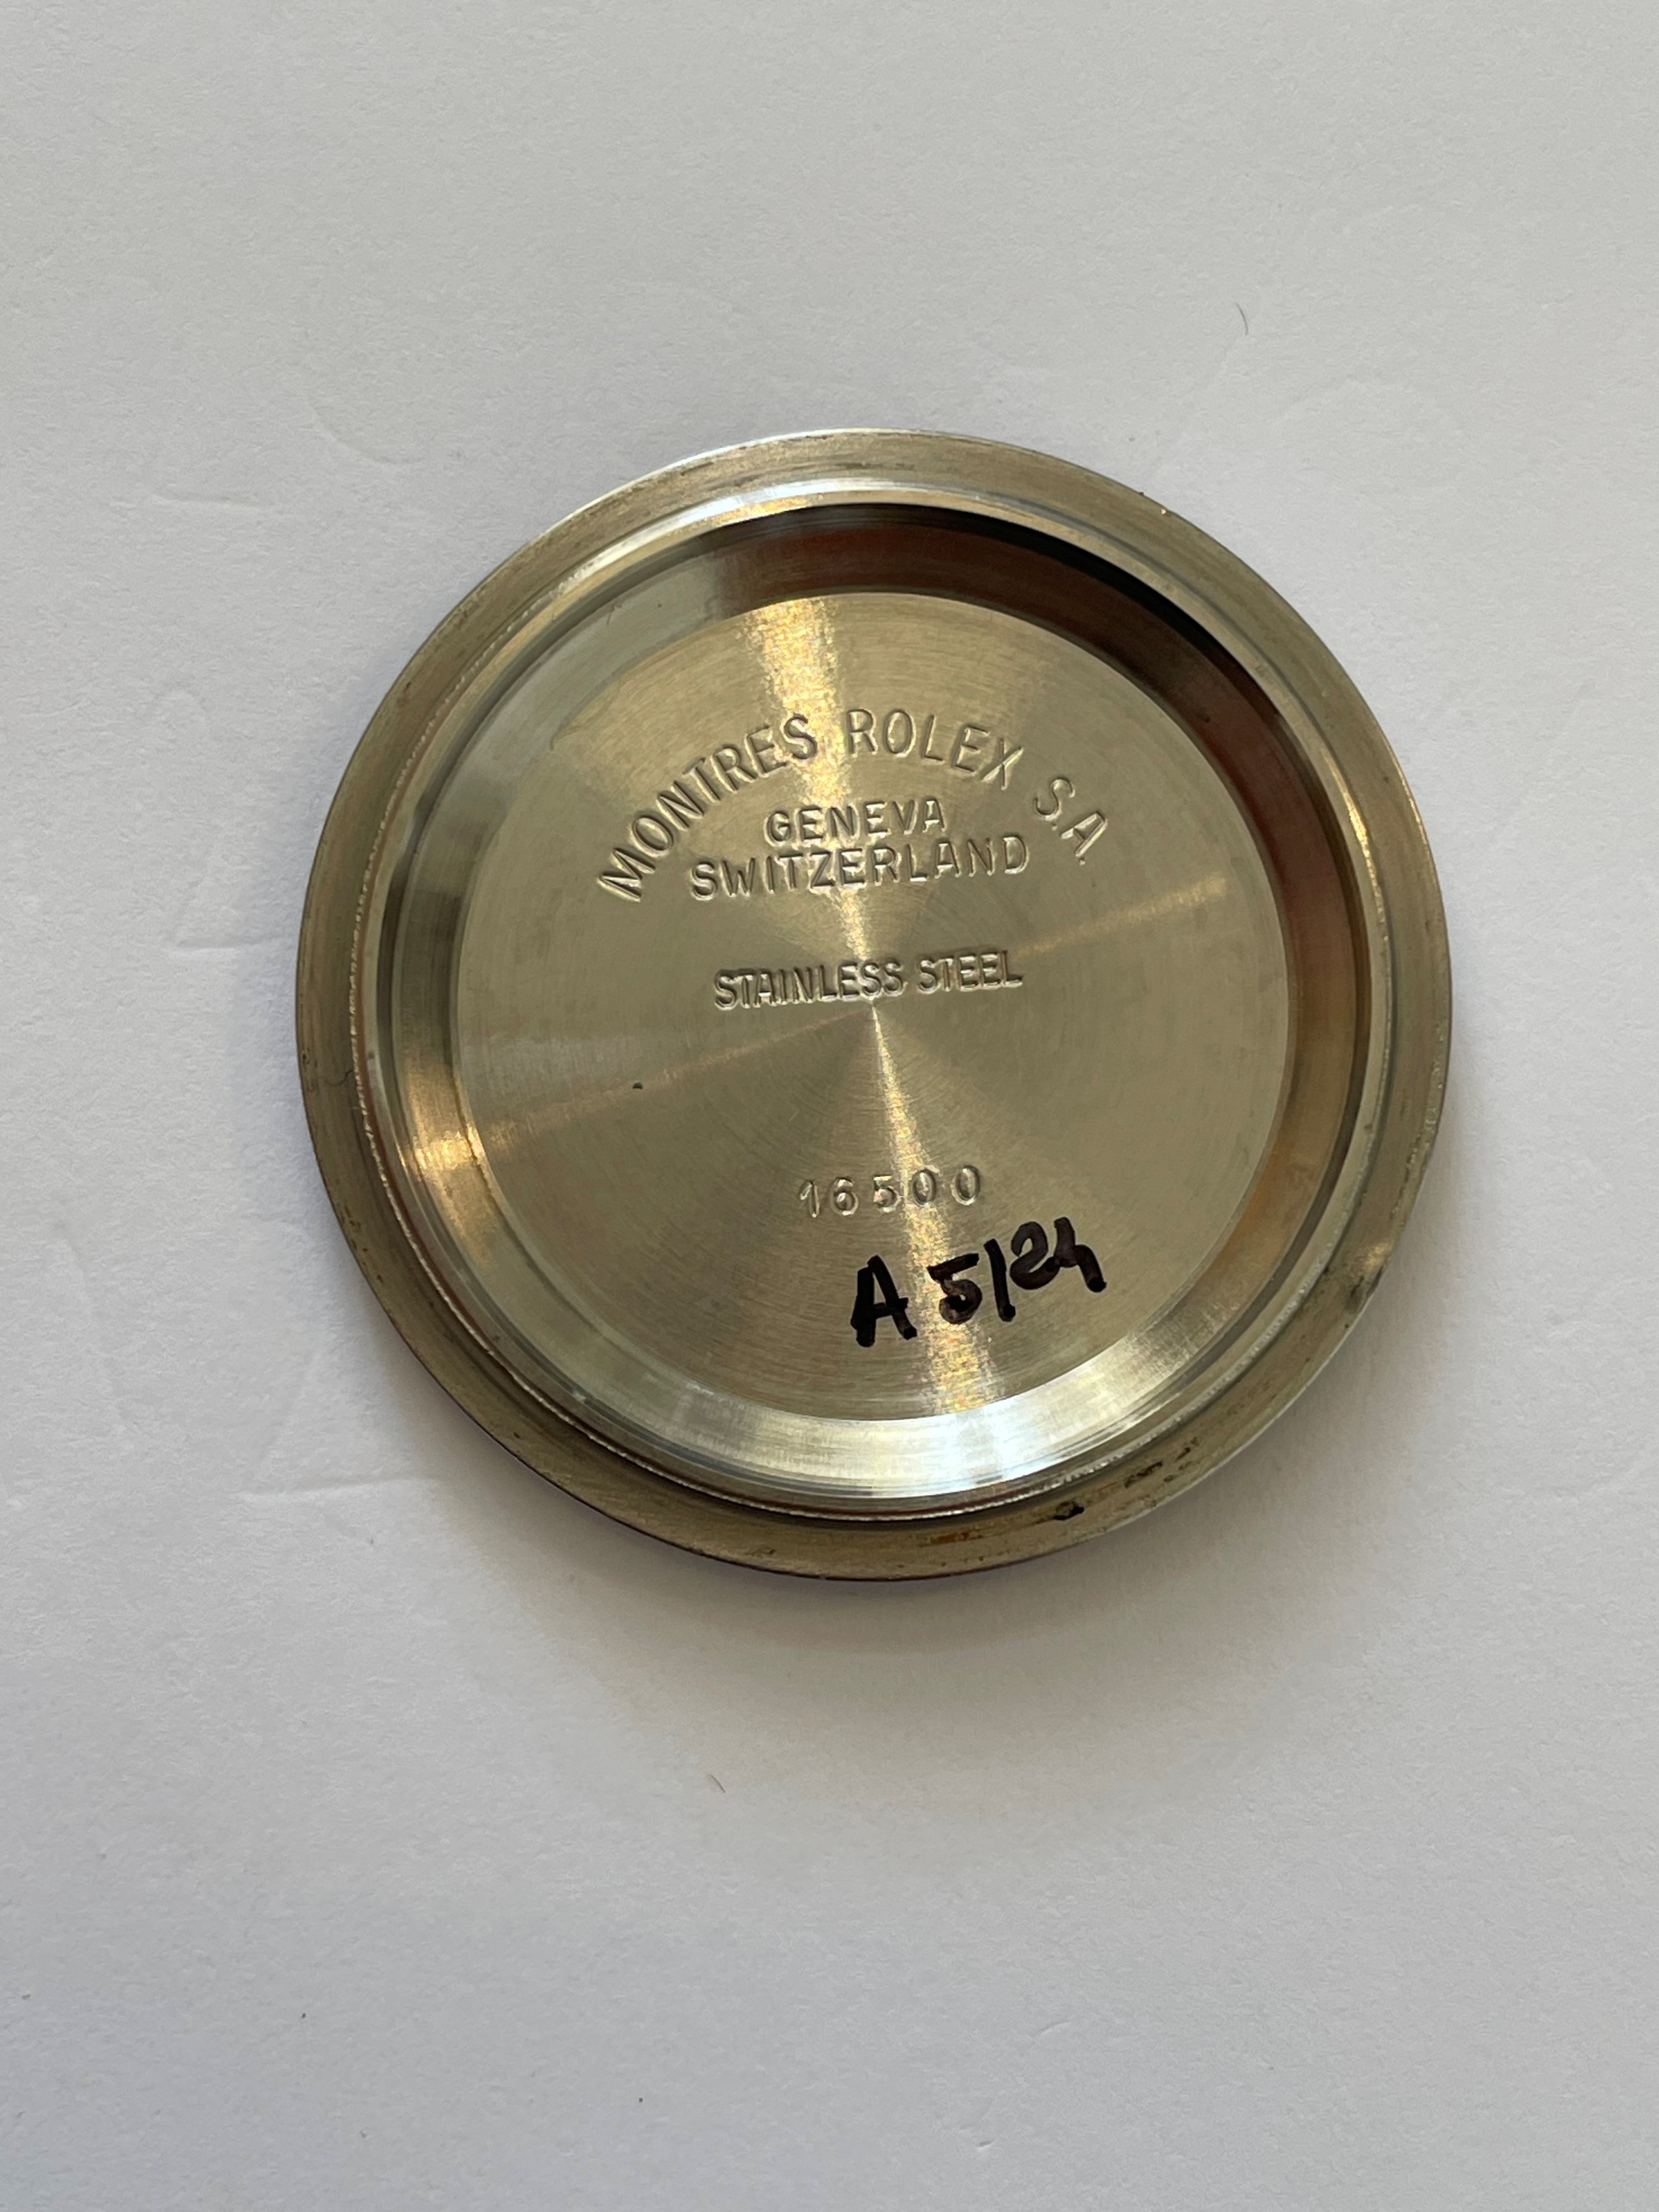 MONTRES ROLEX S.A.
GENEVA
SWITZERLAND
STAINLESS STEEL
16500
A 5/24